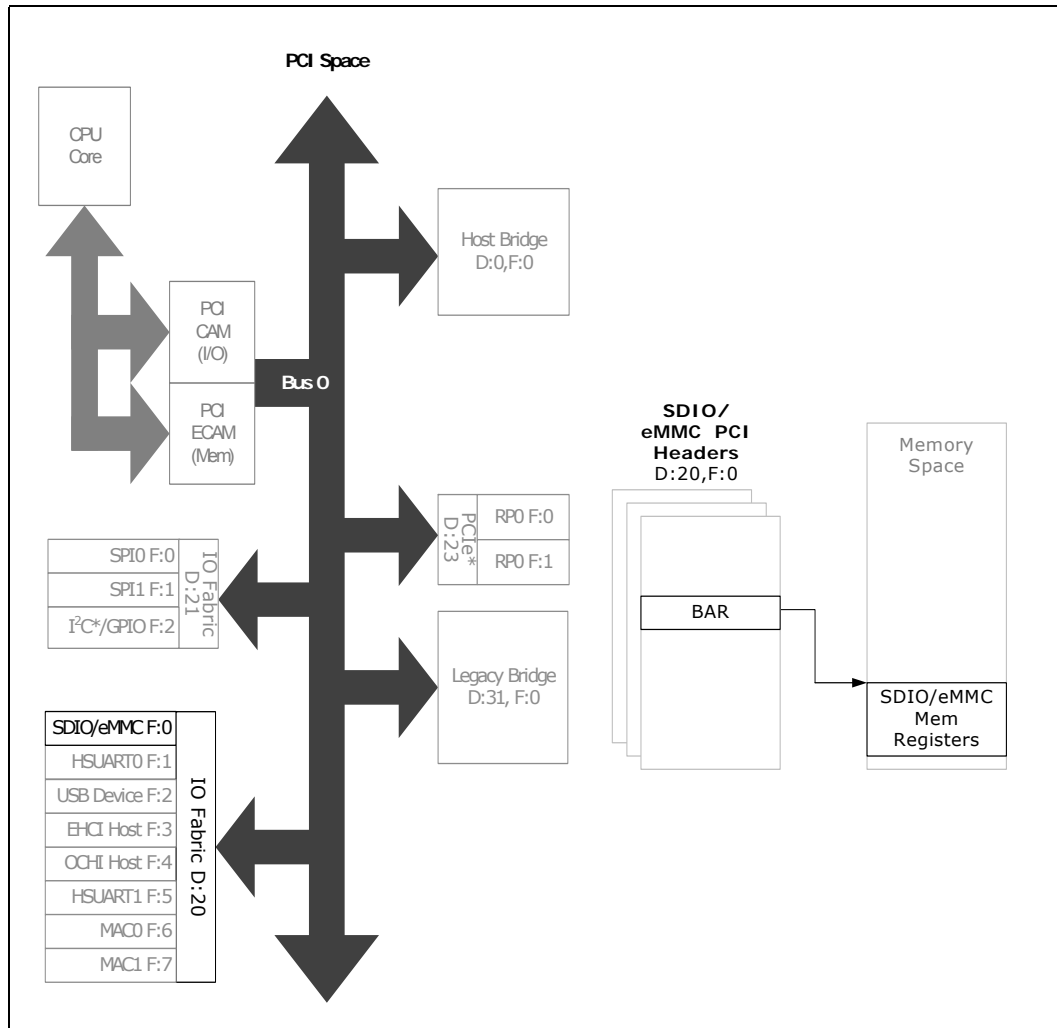 PCI Space
CPU
Core
Host Bridge
D:0,F:0
PCI
CAM
(I/O)
Bus 0
PCI
ECAM
(Mem)
SDIO/
eMMC PCI
Headers
D:20,F:0
Memory
Space
PCIe*
D:23
RP0 F:0
RP0 F:1
SPI0 F:0
SPI1 F:1
I²C*/GPIO F:2
IO Fabric
D:21
BAR
Legacy Bridge
D:31, F:0
SDIO/eMMC
Mem
Registers
SDIO/eMMC F:0
HSUART0 F:1
USB Device F:2
EHCI Host F:3
OCHI Host F:4
HSUART1 F:5
MAC0 F:6
MAC1 F:7
IO Fabric D:20